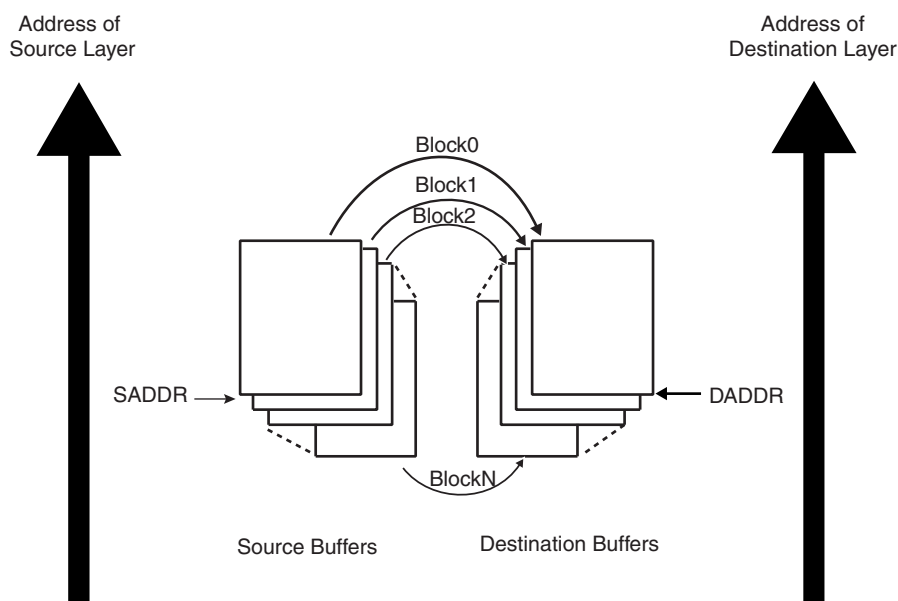 Address of
Source Layer
Address of
Destination Layer
Block0
Block1
Block2
SADDR
DADDR
BlockN
Source Buffers
Destination Buffers